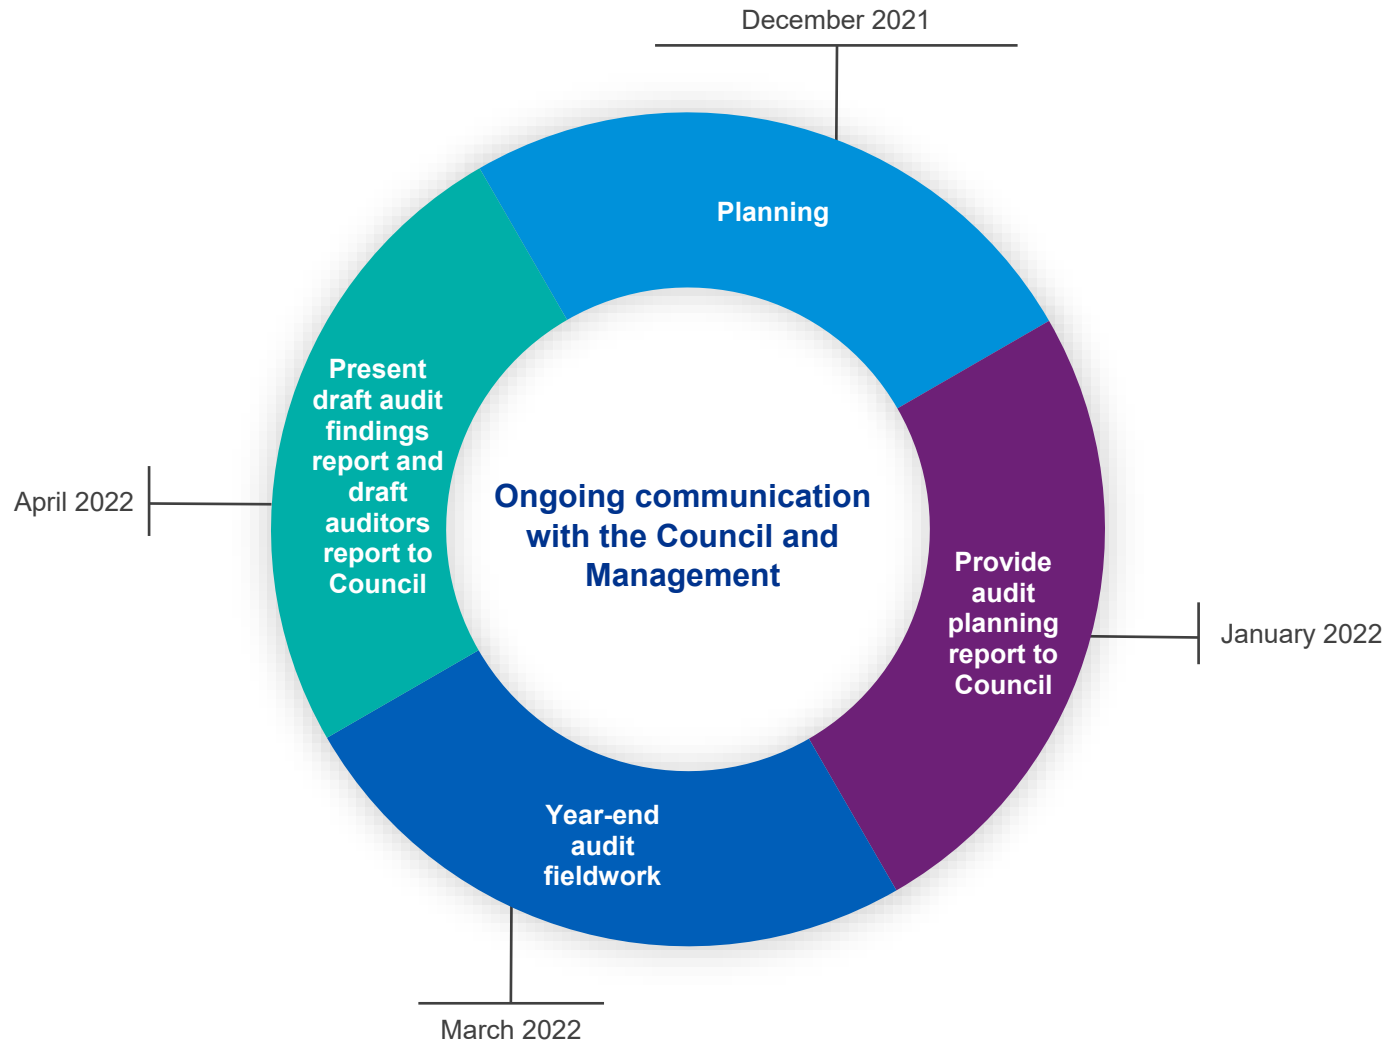 December 2021
Planning
Provide
audit
planning
report to
Council
January 2022
Year-end
audit
fieldwork
March 2022
Present
draft audit
findings
report and
draft
auditors
report to
Council
April 2022
Ongoing communication
with the Council and
Management